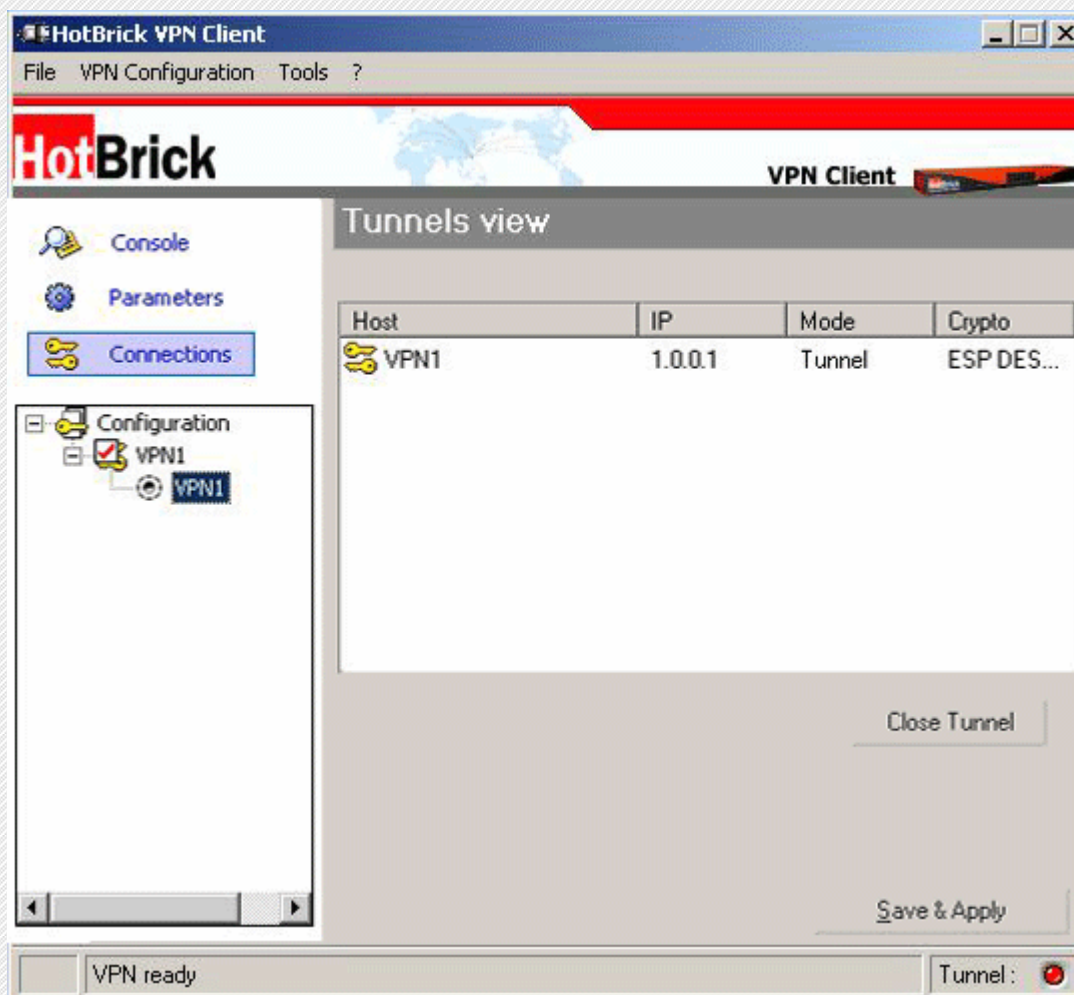 HotBrick VPN Client
File VPN Configuration Tools ?
HotBrick
VPN Client
Tunnels view
Console
Parameters
Connections
Configuration
VPN1
VPN1
Host IP Mode Crypto
VPN1 1.0.0.1 Tunnel ESP DES...
Close Tunnel
Save & Apply
VPN ready
Tunnel :